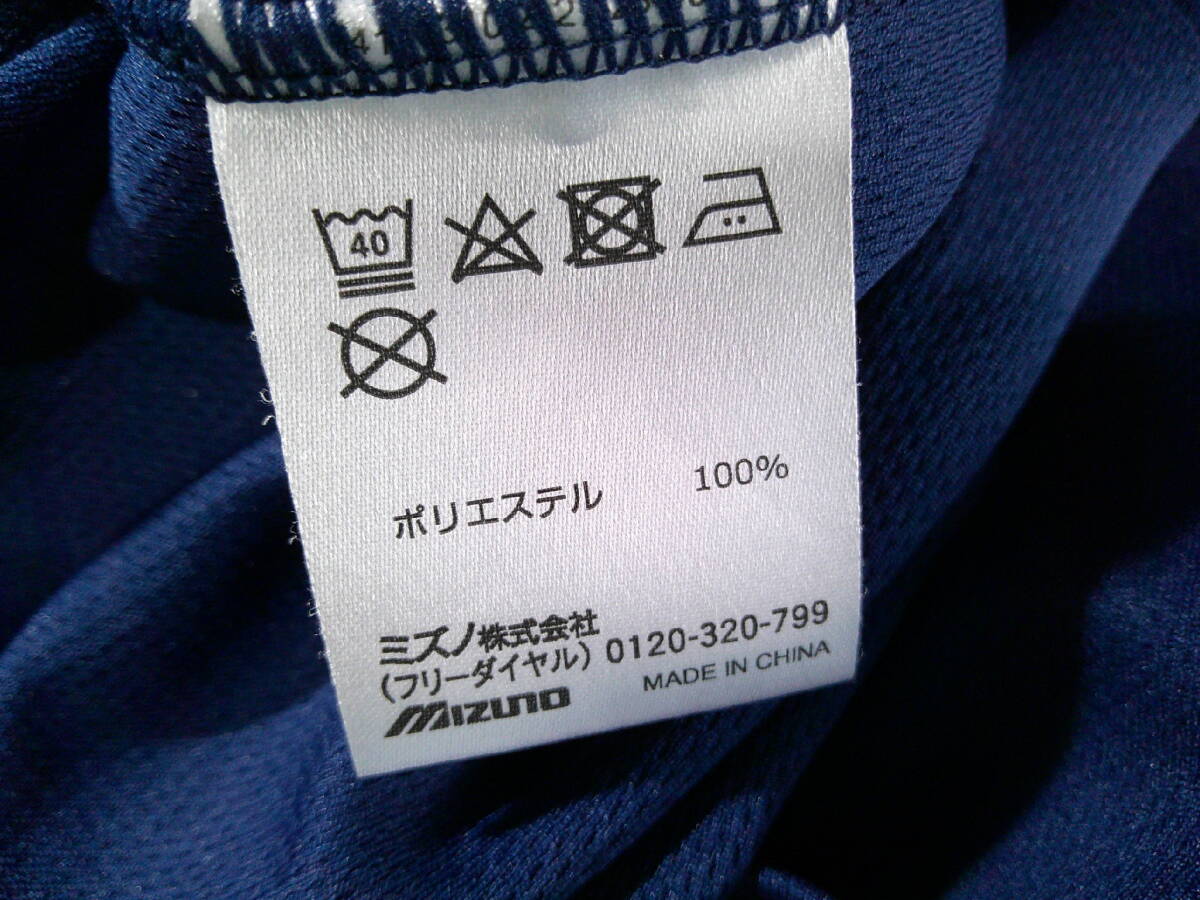 40
ポリエステル 100%
ミズノ株式会社
(フリーダイヤル) 0120-320-799
MIZUNO MADE IN CHINA